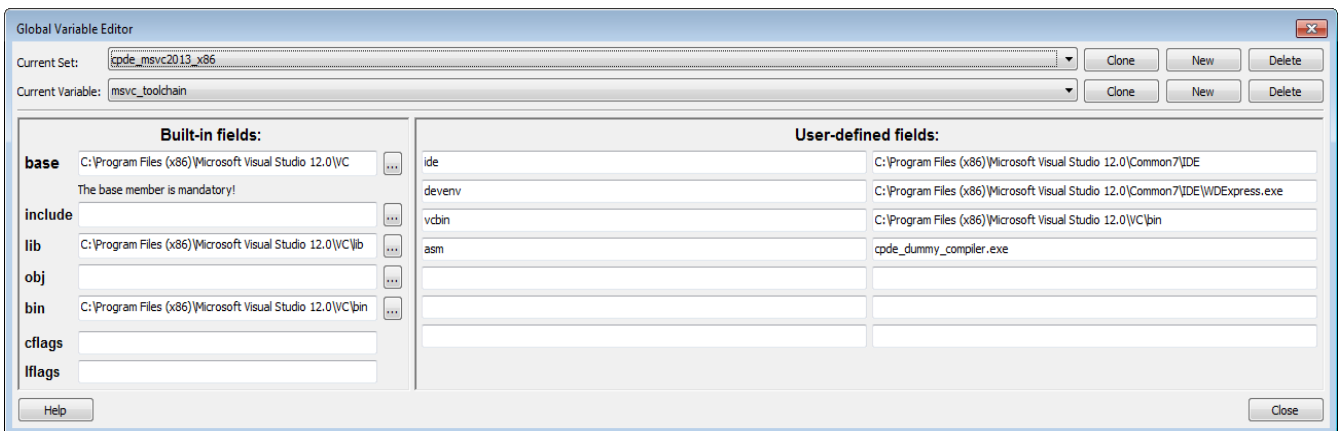 Global Variable Editor
Current Set: cpde_msvc2013_x86 Clone New Delete
Current Variable: msvc_toolchain Clone New Delete
Built-in fields: User-defined fields:
base C:\Program Files (x86)\Microsoft Visual Studio 12.0\VC ... ide C:\Program Files (x86)\Microsoft Visual Studio 12.0\Common7\IDE
The base member is mandatory! devenv C:\Program Files (x86)\Microsoft Visual Studio 12.0\Common7\IDE\WDExpress.exe
include ... vcbin C:\Program Files (x86)\Microsoft Visual Studio 12.0\VC\bin
lib C:\Program Files (x86)\Microsoft Visual Studio 12.0\VC\lib ... asm cpde_dummy_compiler.exe
obj ...
bin C:\Program Files (x86)\Microsoft Visual Studio 12.0\VC\bin ...
cflags
lflags
Help Close